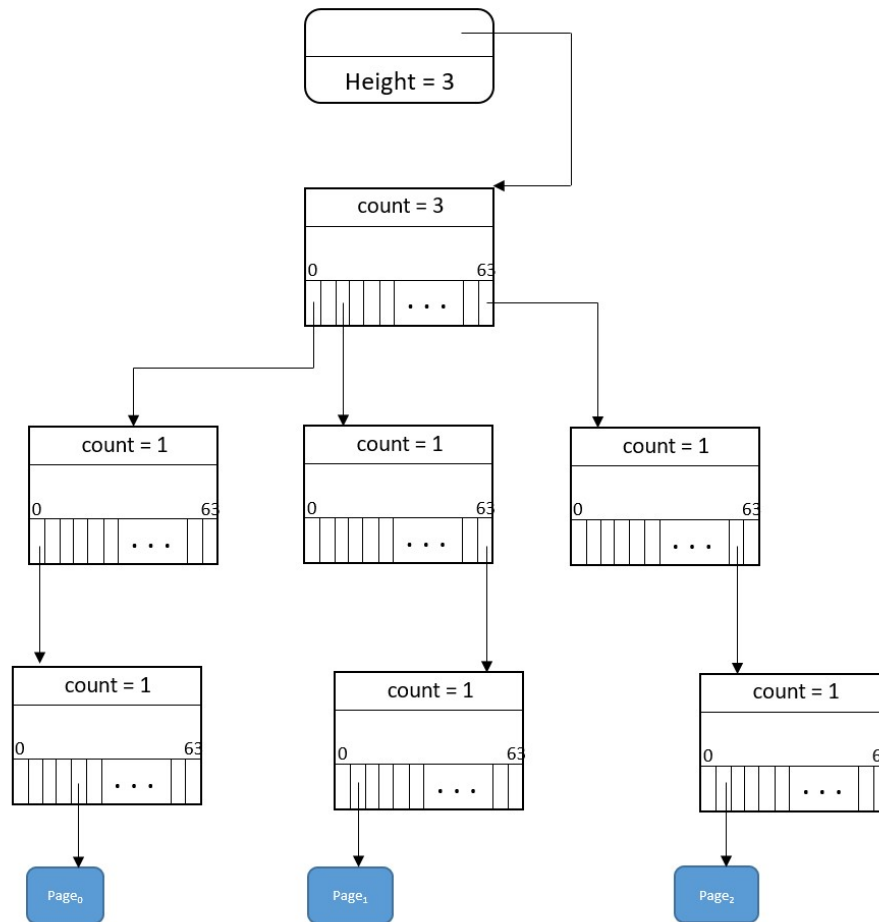 Height = 3
count = 3
0 63
. . .
count = 1
count = 1
count = 1
0 63
0 63
0 63
. . .
. . .
. . .
count = 1
count = 1
count = 1
0 63
0 63
0 6
. . .
. . .
. . .
Page₀
Page₁
Page₂